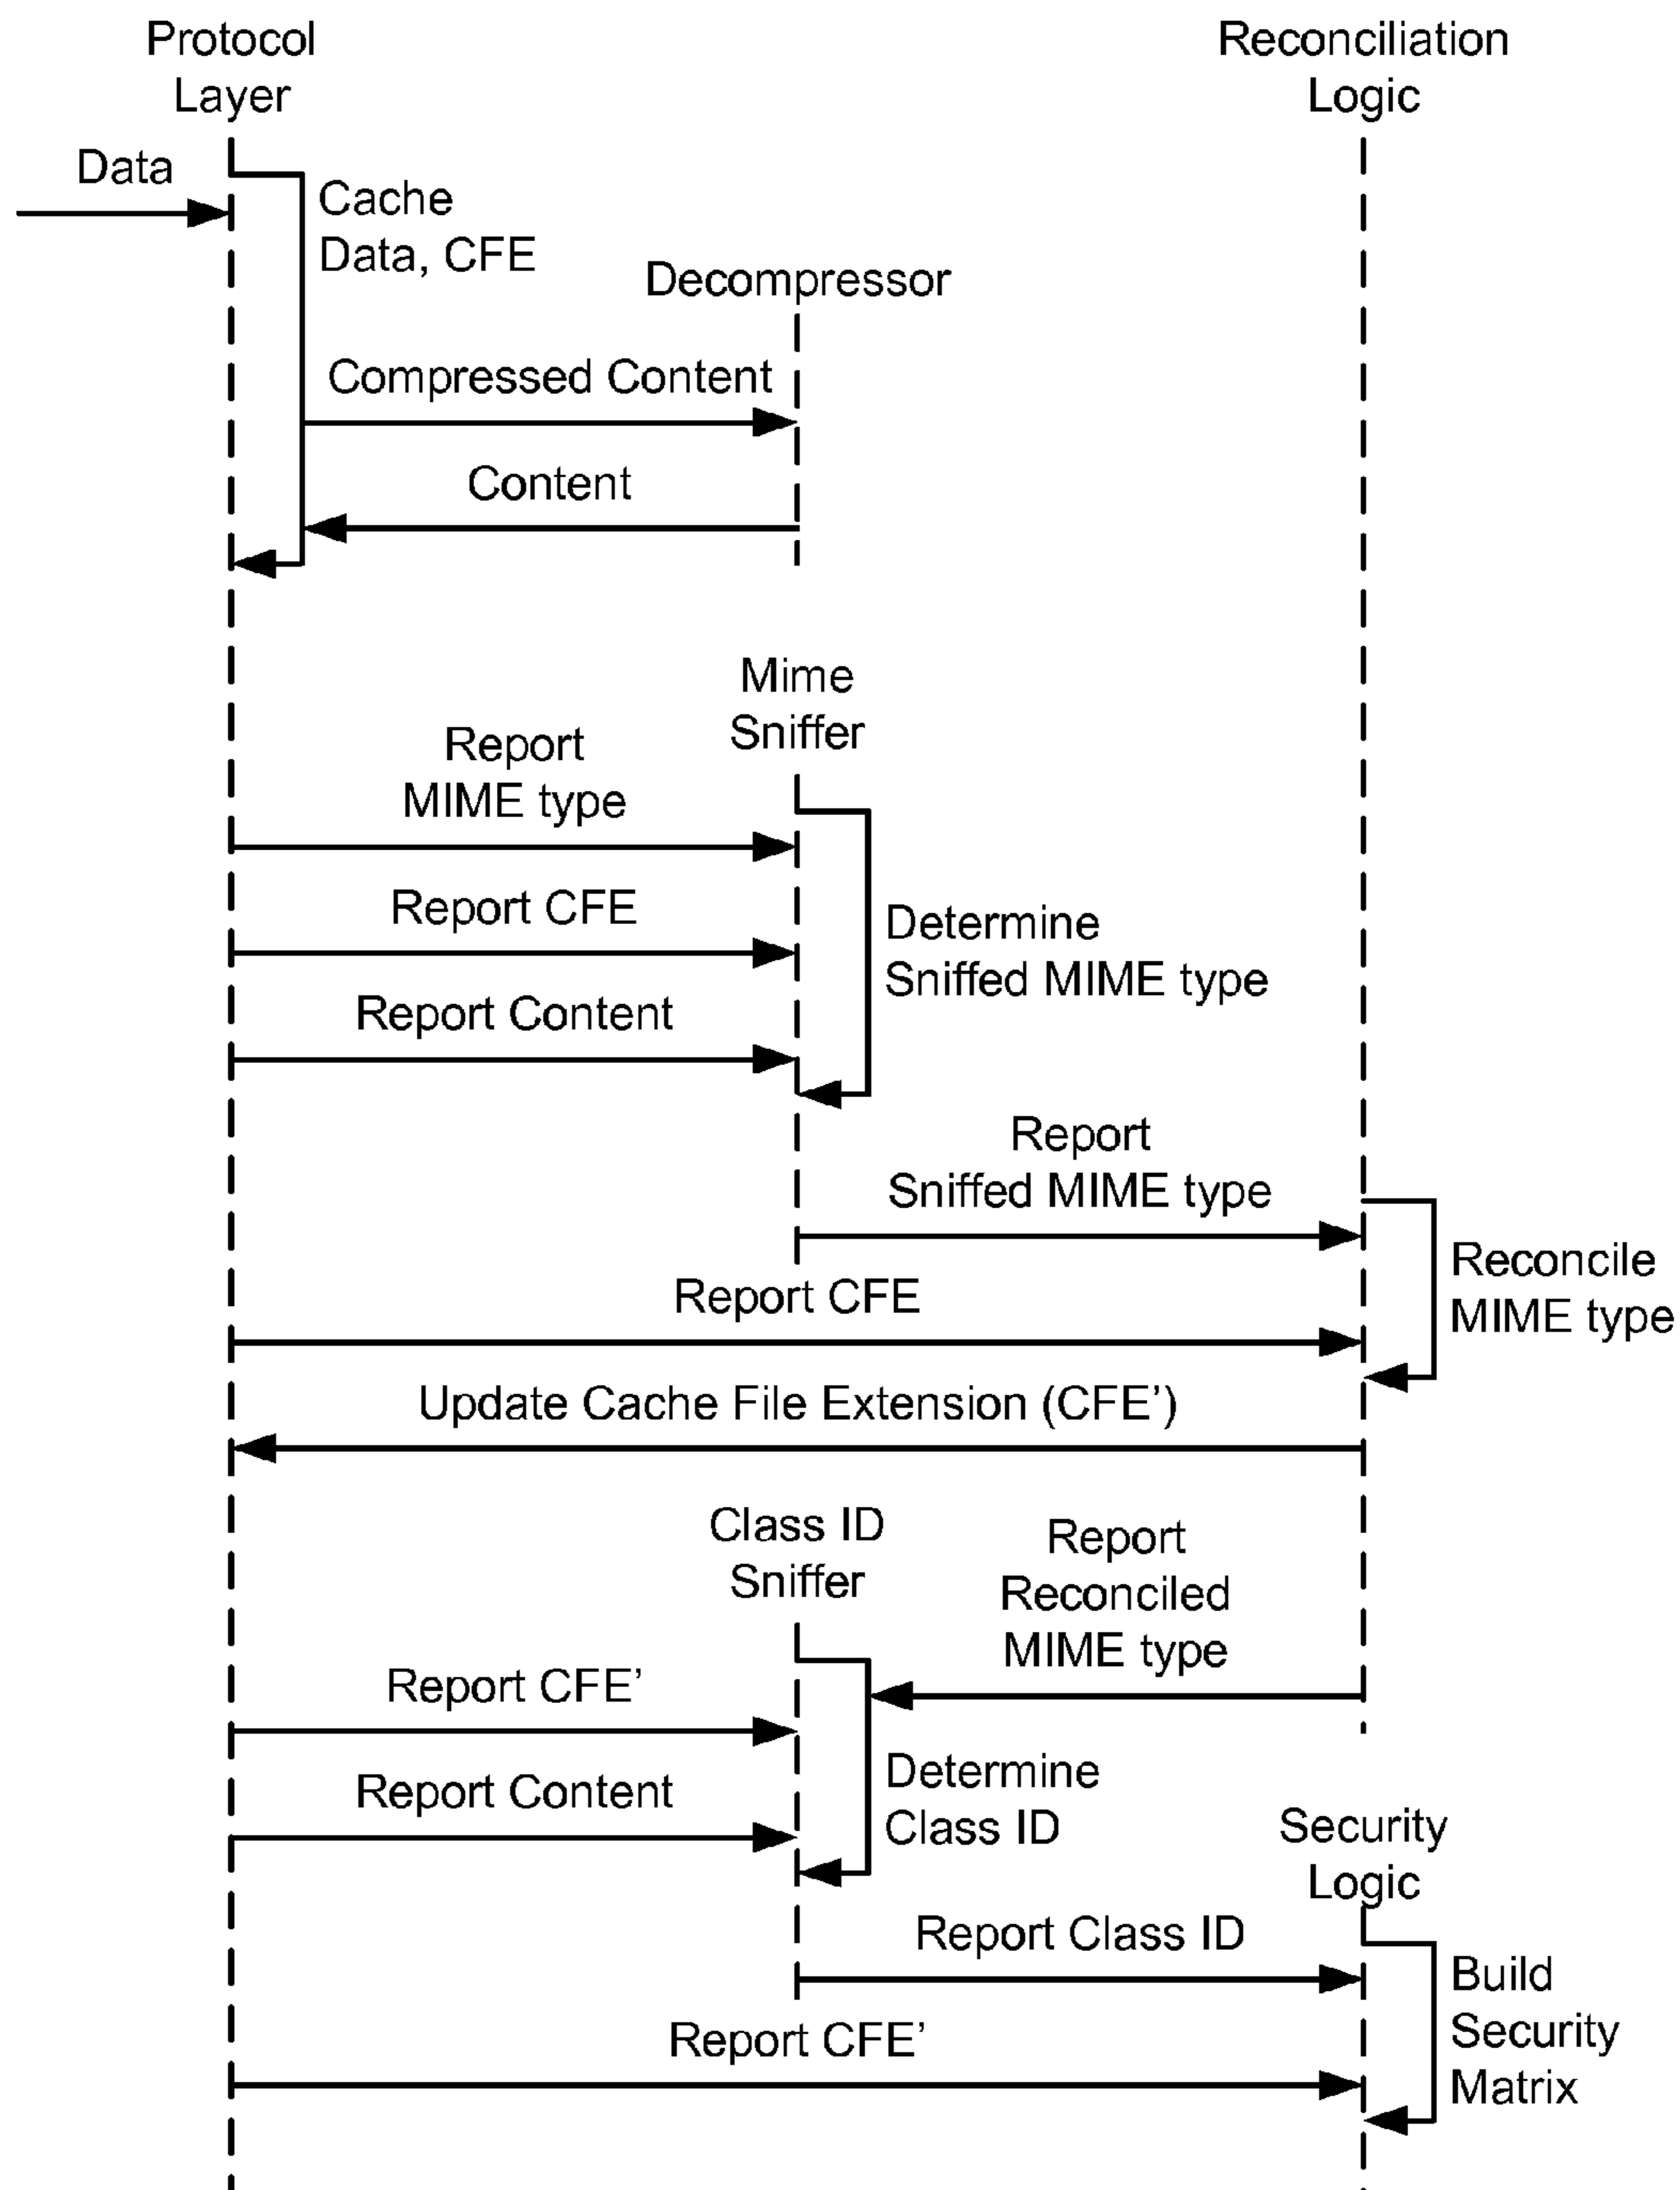 Protocol
Layer
Reconciliation
Logic
Data
Cache
Data, CFE
Decompressor
Compressed Content
Content
Mime
Sniffer
Report
MIME type
Report CFE
Determine
Sniffed MIME type
Report Content
Report
Sniffed MIME type
Reconcile
MIME type
Report CFE
Update Cache File Extension (CFE’)
Class ID
Sniffer
Report
Reconciled
MIME type
Report CFE’
Determine
Class ID
Report Content
Security
Logic
Report Class ID
Build
Security
Matrix
Report CFE’